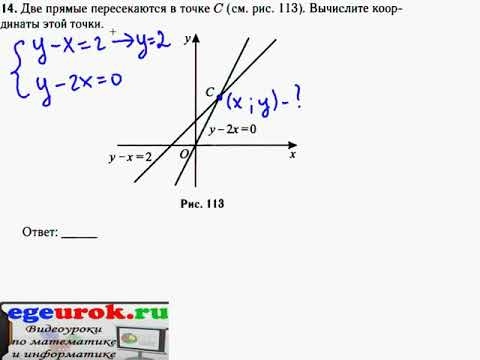 14. Две прямые пересекаются в точке C (см. рис. 113). Вычислите коор-
динаты этой точки.
y-x=2 → y=2
y-2x=0
y
C
(x;y)-?
y-2x=0
y-x=2
O
x
Рис. 113
Ответ: ______
egeurok.ru
Видеоуроки
по математике
и информатике